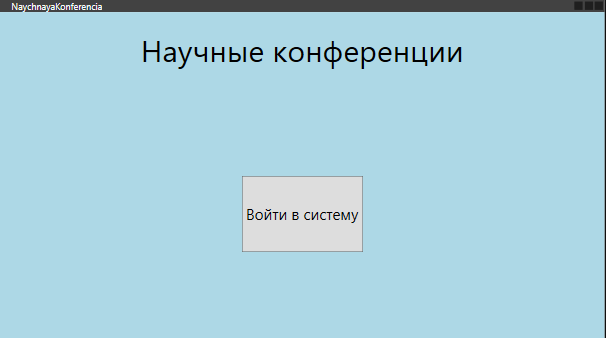 NaychnayaKonferencia
Научные конференции
Войти в систему